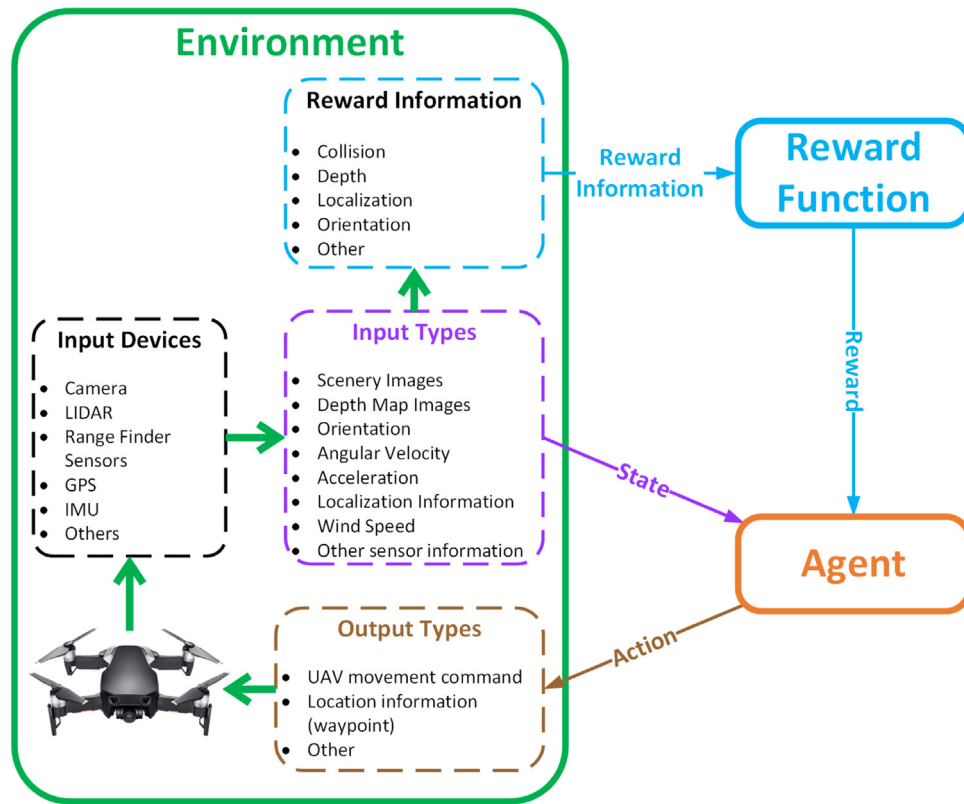 Environment
Reward Information
• Collision
• Depth
• Localization
• Orientation
• Other
Reward
Information
Reward
Function
Input Devices
• Camera
• LIDAR
• Range Finder
Sensors
• GPS
• IMU
• Others
Input Types
• Scenery Images
• Depth Map Images
• Orientation
• Angular Velocity
• Acceleration
• Localization Information
• Wind Speed
• Other sensor information
State
Reward
Agent
Action
Output Types
• UAV movement command
• Location information
(waypoint)
• Other